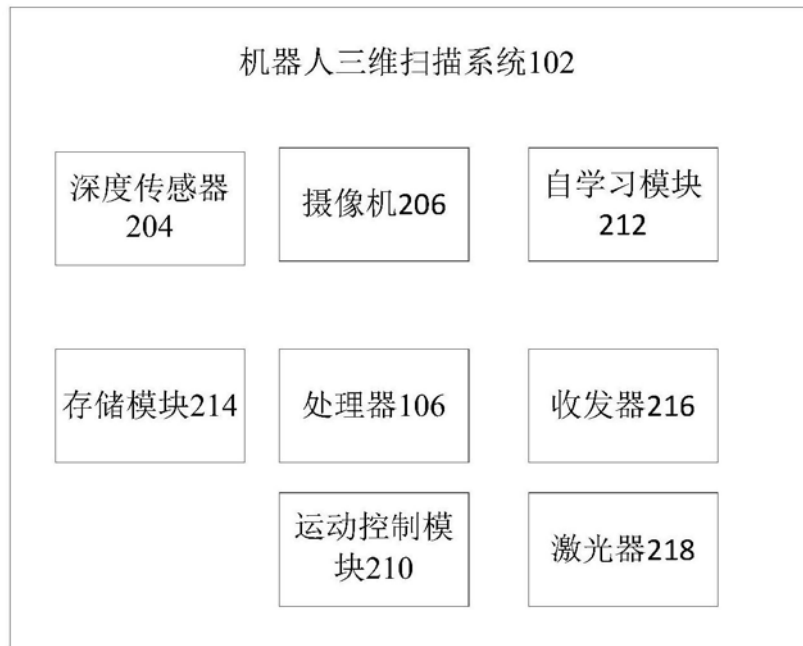 机器人三维扫描系统102
深度传感器
204
摄像机206
自学习模块
212
存储模块214
处理器106
收发器216
运动控制模
块210
激光器218